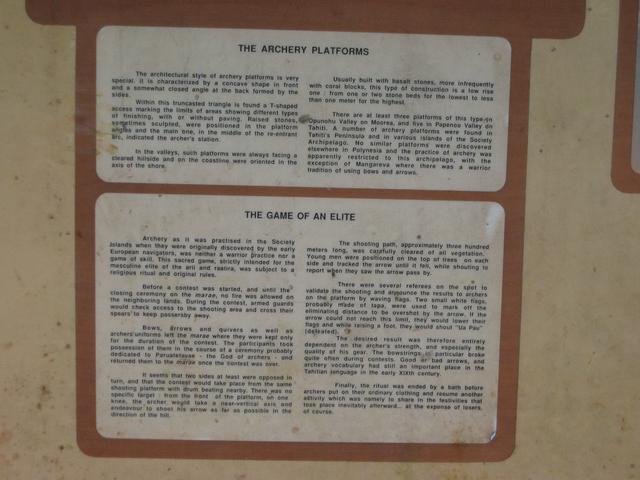 THE ARCHERY PLATFORMS
The architectural style of archery platforms is very
special. It is characterized by a concave shape in front
and a somewhat closed angle at the back formed by the
sides.
Within this truncated triangle is found a T-shaped
access marking the limits of areas showing different types
of finishing, with or without paving. Raised stones,
sometimes sculpted, were positioned in the platform
angles and the main one, in the middle of the re-entrant
arc, indicated the archer's station.
In the valleys, such platforms were always facing a
cleared hillside and on the coastline were oriented in the
axis of the shore.
Usually built with basalt stones, more infrequently
with coral blocks, this type of construction is a low rise
one : from one or two stone beds for the lowest to less
than one meter for the highest.
There are at least three platforms of this type in
Opunohu Valley on Moorea, and five in Papenoo Valley on
Tahiti. A number of archery platforms were found in
Tahiti's Peninsula and in various islands of the Society
Archipelago. No similar platforms were discovered
elsewhere in Polynesia and the practice of archery was
apparently restricted to this archipelago, with the
exception of Mangareva where there was a warrior
tradition of using bows and arrows.
THE GAME OF AN ELITE
Archery as it was practised in the Society
Islands when they were originally discovered by the early
European navigators, was neither a warrior practice nor a
game of skill. This sacred game, strictly intended for the
masculine elite of the arii and raatira, was subject to a
religious ritual and original rules.
Before a contest was started, and until the
closing ceremony on the marae, no fire was allowed on
the neighboring lands. During the contest, armed guards
would check access to the shooting area and cross their
spears to keep passersby away.
Bows, arrows and quivers as well as
archers'uniforms left the marae where they were kept only
for the duration of the contest. The participants took
possession of them in the course of a ceremony probably
dedicated to Paruatetavae - the God of archers - and
returned them to the marae once the contest was over.
It seems that two sides at least were opposed in
turn, and that the contest would take place from the same
shooting platform with drum beating nearby. There was no
specific target : from the front of the platform, on one
knee, the archer would take a near-vertical axis and
endeavour to shoot his arrow as far as possible in the
direction of the hill.
The shooting path, approximately three hundred
meters long, was carefully cleared of all vegetation.
Young men were positioned on the top of trees on each
side and tracked the arrow until it fell, while shouting to
report when they saw the arrow pass by.
There were several referees on the spot to
validate the shooting and announce the results to archers
on the platform by waving flags. Two small white flags,
probably made of tapa, were used to mark off the
eliminating distance to be overshot by the arrow. If the
arrow could not reach this limit, they would lower their
flags and while raising a foot, they would shout "Ua Pau"
(defeated).
The desired result was therefore entirely
dependent on the archer's strength, and especially the
quality of his gear. The bowstrings in particular broke
quite often during contests. Good or bad arrows, and
archery vocabulary had still an important place in the
Tahitian language in the early XIXth century.
Finally, the ritual was ended by a bath before
archers put on their ordinary clothing and resume another
activity which was namely to share in the festivities that
took place inevitably afterward... at the expense of losers,
of course.